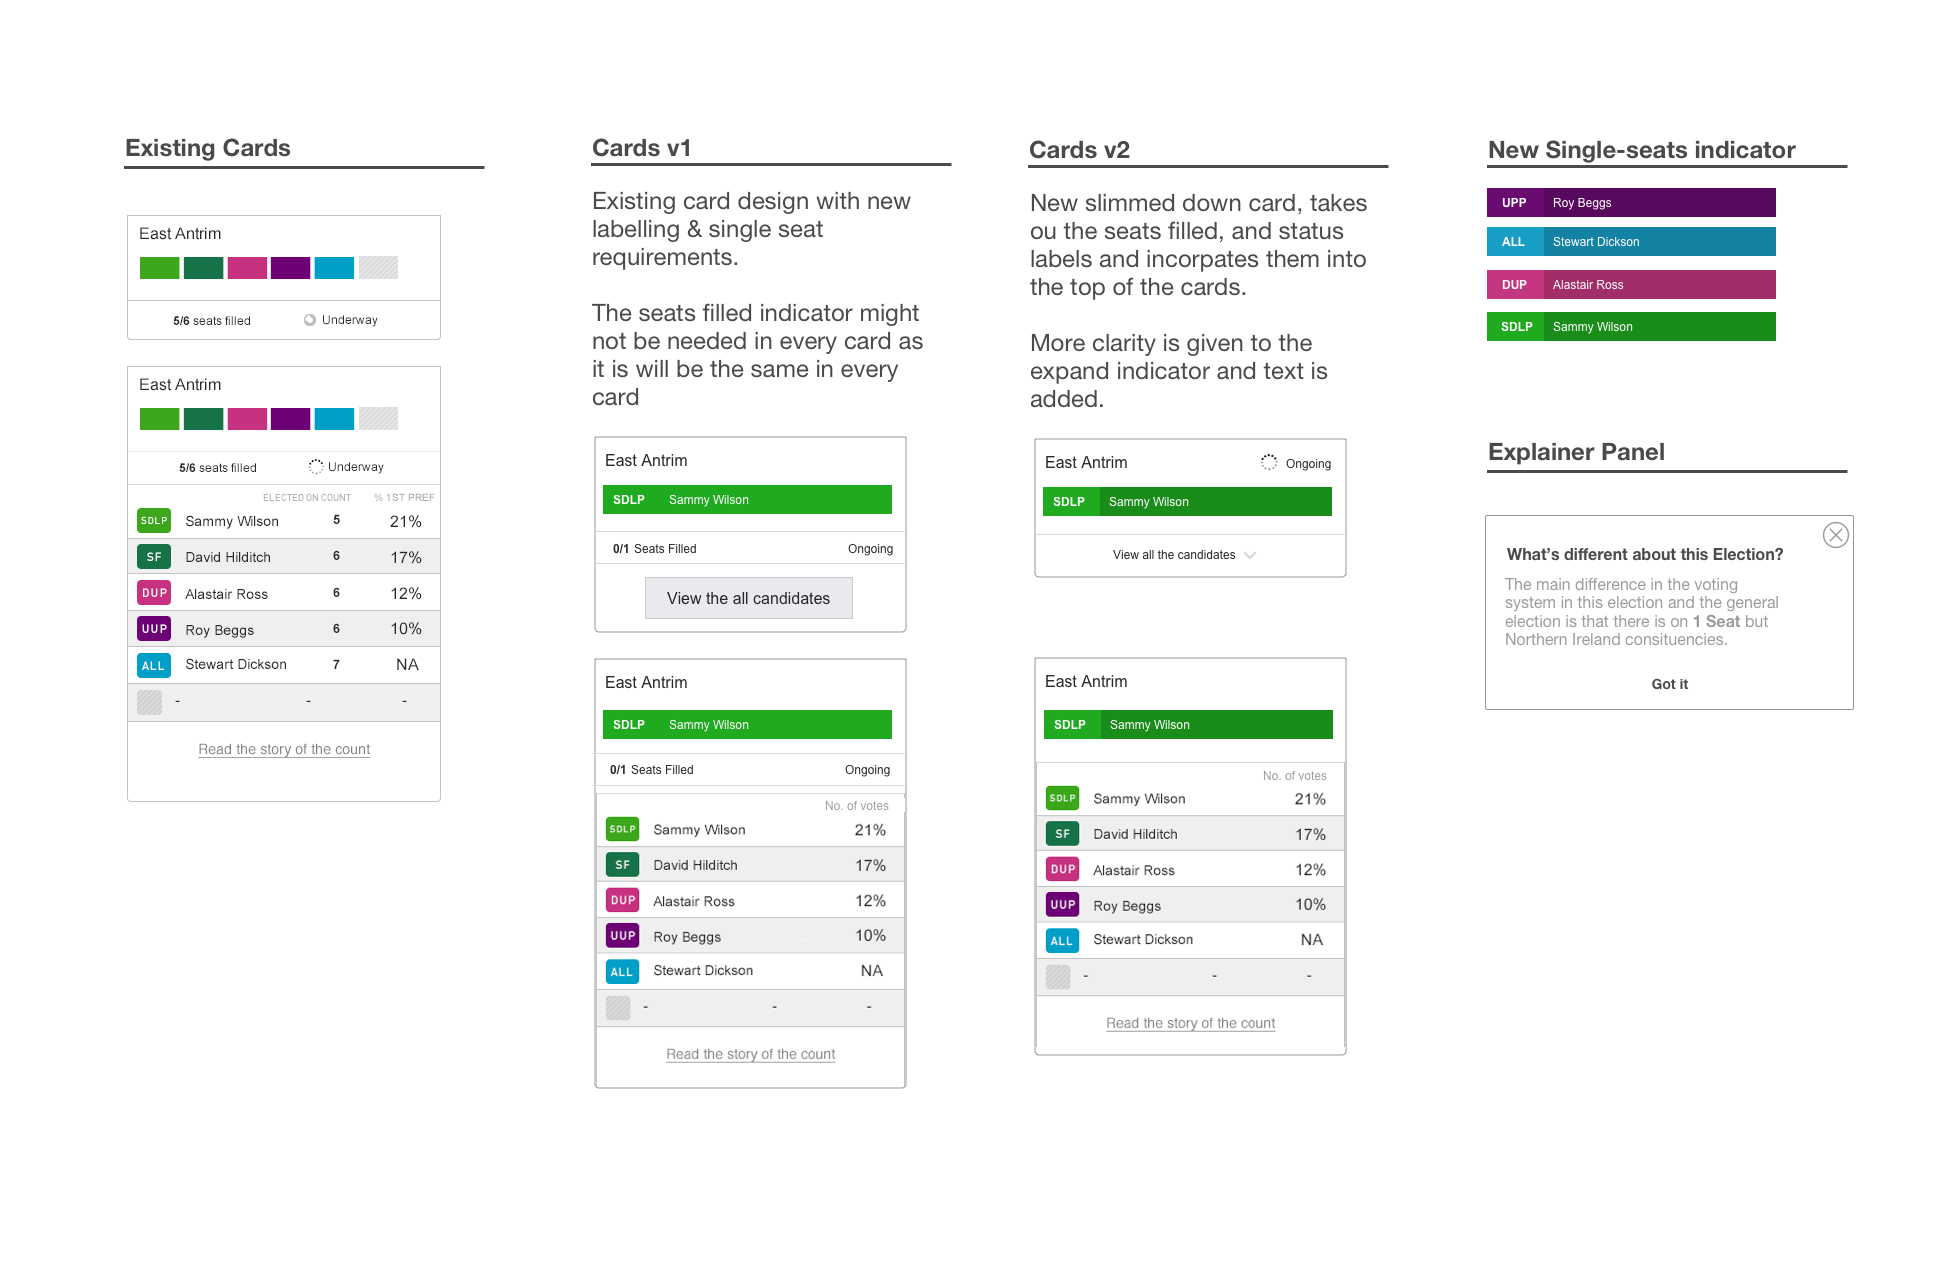 Existing Cards
East Antrim
5/6 seats filled
Underway
East Antrim
5/6 seats filled
Underway
ELECTED ON COUNT % 1ST PREF
SDLP Sammy Wilson 5 21%
SF David Hilditch 6 17%
DUP Alastair Ross 6 12%
UUP Roy Beggs 6 10%
ALL Stewart Dickson 7 NA
- - -
Read the story of the count
Cards v1
Existing card design with new
labelling & single seat
requirements.
The seats filled indicator might
not be needed in every card as
it is will be the same in every
card
East Antrim
SDLP Sammy Wilson
0/1 Seats Filled Ongoing
View the all candidates
East Antrim
SDLP Sammy Wilson
0/1 Seats Filled Ongoing
No. of votes
SDLP Sammy Wilson 21%
SF David Hilditch 17%
DUP Alastair Ross 12%
UUP Roy Beggs 10%
ALL Stewart Dickson NA
- - -
Read the story of the count
Cards v2
New slimmed down card, takes
ou the seats filled, and status
labels and incorpates them into
the top of the cards.
More clarity is given to the
expand indicator and text is
added.
East Antrim Ongoing
SDLP Sammy Wilson
View all the candidates
East Antrim
SDLP Sammy Wilson
No. of votes
SDLP Sammy Wilson 21%
SF David Hilditch 17%
DUP Alastair Ross 12%
UUP Roy Beggs 10%
ALL Stewart Dickson NA
- - -
Read the story of the count
New Single-seats indicator
UPP Roy Beggs
ALL Stewart Dickson
DUP Alastair Ross
SDLP Sammy Wilson
Explainer Panel
What's different about this Election?
The main difference in the voting
system in this election and the general
election is that there is on 1 Seat but
Northern Ireland consituencies.
Got it